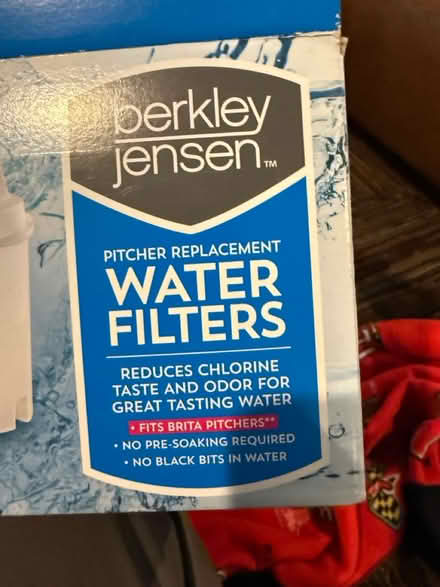 berkley
jensen™
PITCHER REPLACEMENT
WATER
FILTERS
REDUCES CHLORINE
TASTE AND ODOR FOR
GREAT TASTING WATER
• FITS BRITA PITCHERS**
• NO PRE-SOAKING REQUIRED
• NO BLACK BITS IN WATER